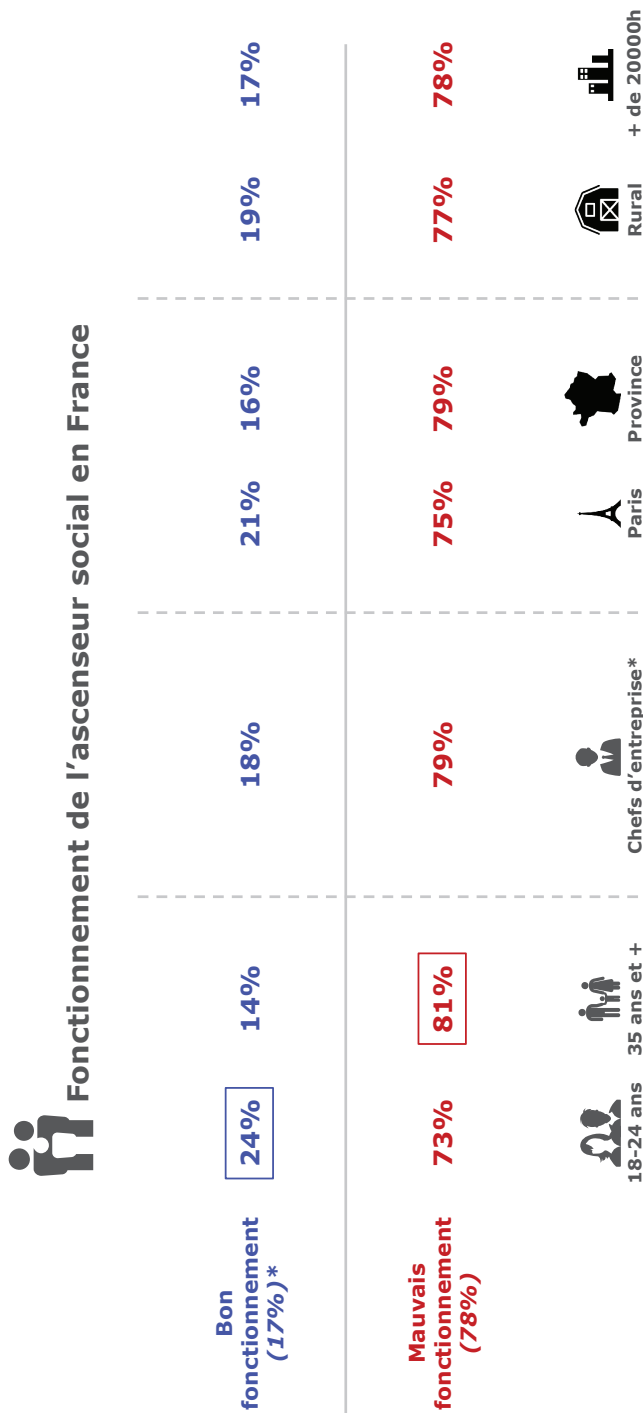 Fonctionnement de l’ascenseur social en France
Bon
fonctionnement
(17%)*
24%
14%
18%
21%
16%
19%
17%
Mauvais
fonctionnement
(78%)
73%
81%
79%
75%
79%
77%
78%
18-24 ans
35 ans et +
Chefs d’entreprise*
Paris
Province
Rural
+ de 20000h